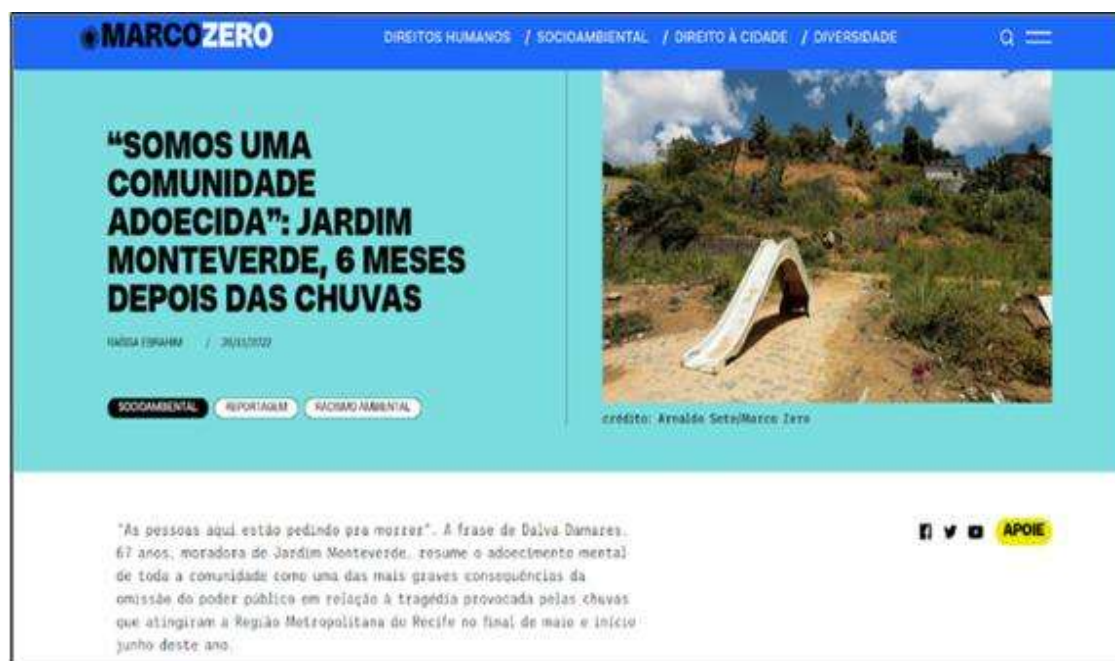 MARCOZERO
DIREITOS HUMANOS / SOCIOAMBIENTAL / DIREITO À CIDADE / DIVERSIDADE
“SOMOS UMA
COMUNIDADE
ADOECIDA”: JARDIM
MONTEVERDE, 6 MESES
DEPOIS DAS CHUVAS
RAÍSSA EBRAHIM /
SOCIOAMBIENTAL REPORTAGEM RACISMO AMBIENTAL
crédito: Arnaldo Sete/Marco Zero
"As pessoas aqui estão pedindo pra morrer". A frase de Dalva Damares,
67 anos, moradora de Jardim Monteverde, resume o adoecimento mental
de toda a comunidade como uma das mais graves consequências da
omissão do poder público em relação à tragédia provocada pelas chuvas
que atingiram a Região Metropolitana do Recife no final de maio e início
junho deste ano.
APOIE